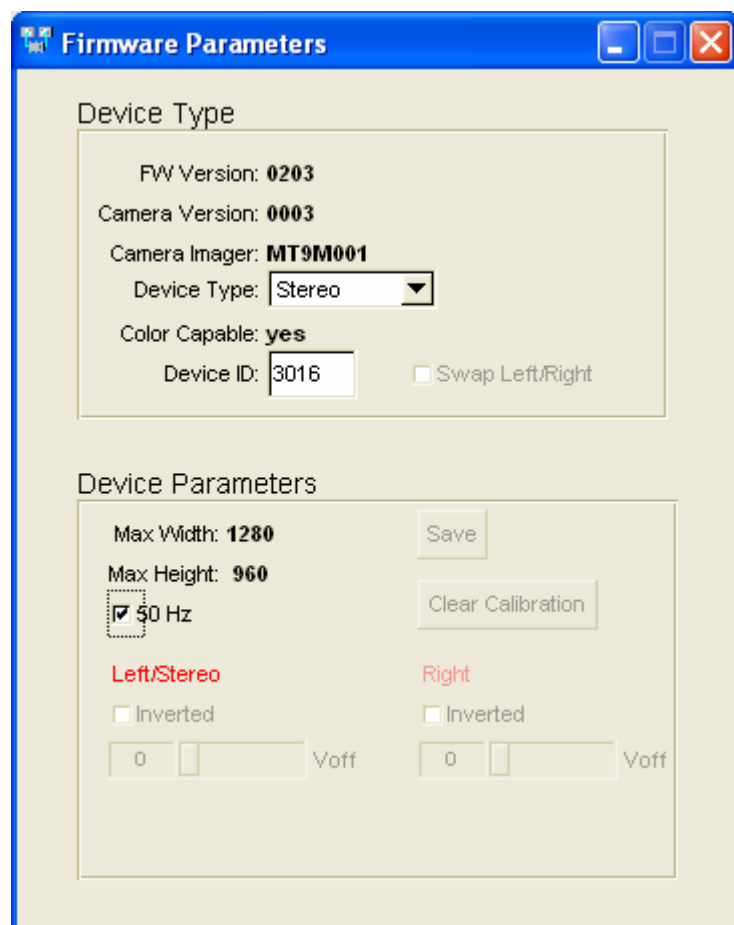 Firmware Parameters
Device Type
FW Version: 0203
Camera Version: 0003
Camera Imager: MT9M001
Device Type: Stereo
Color Capable: yes
Device ID: 3016 Swap Left/Right
Device Parameters
Max Width: 1280 Save
Max Height: 960
Clear Calibration
50 Hz
Left/Stereo Right
Inverted Inverted
0 Voff 0 Voff